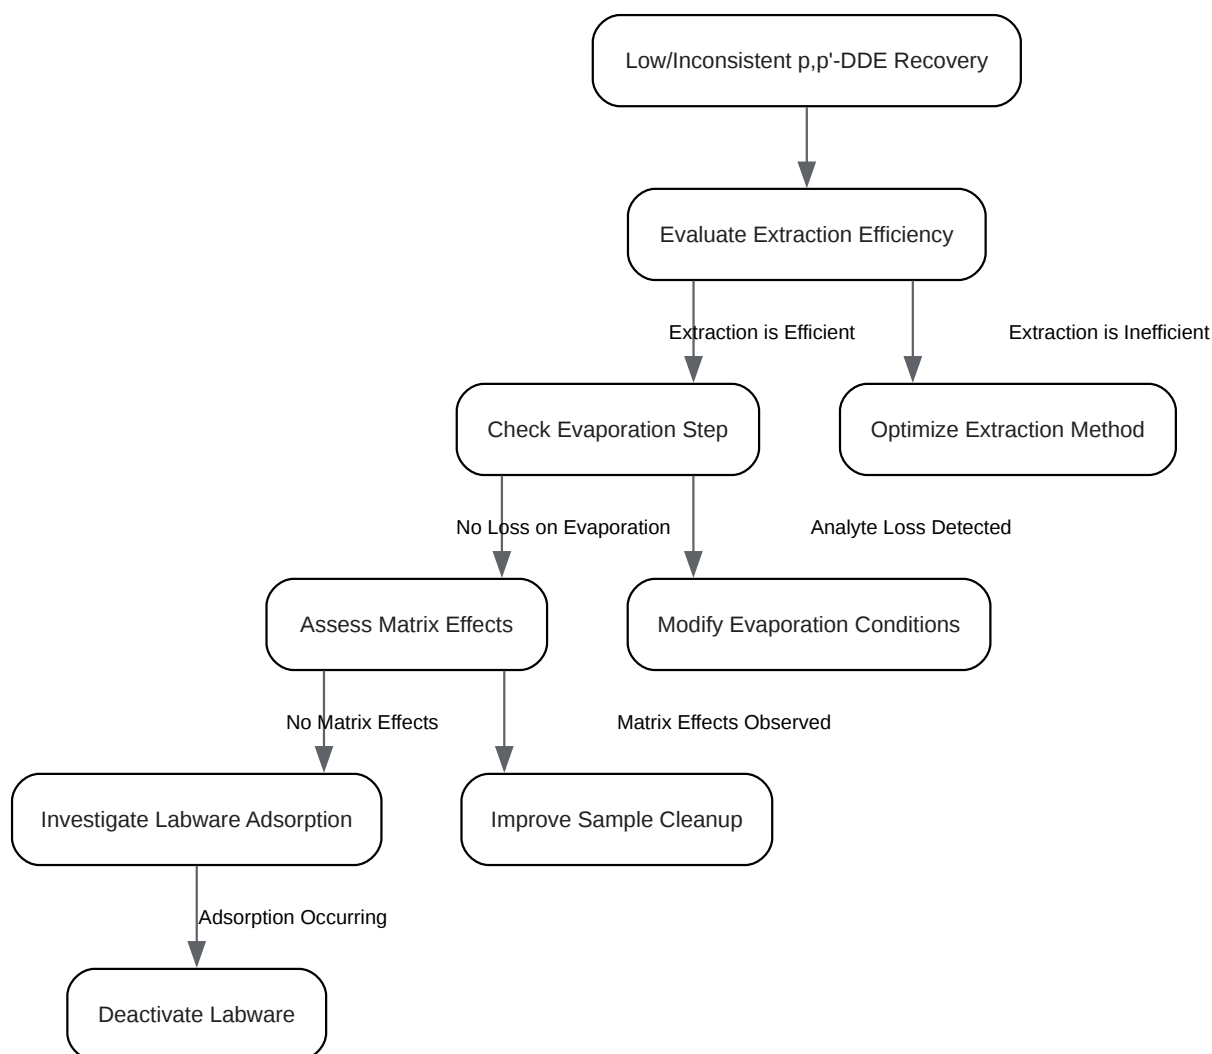 Low/Inconsistent p,p'-DDE Recovery
Evaluate Extraction Efficiency
Extraction is Efficient
Extraction is Inefficient
Check Evaporation Step
Optimize Extraction Method
No Loss on Evaporation
Analyte Loss Detected
Assess Matrix Effects
Modify Evaporation Conditions
No Matrix Effects
Matrix Effects Observed
Investigate Labware Adsorption
Improve Sample Cleanup
Adsorption Occurring
Deactivate Labware